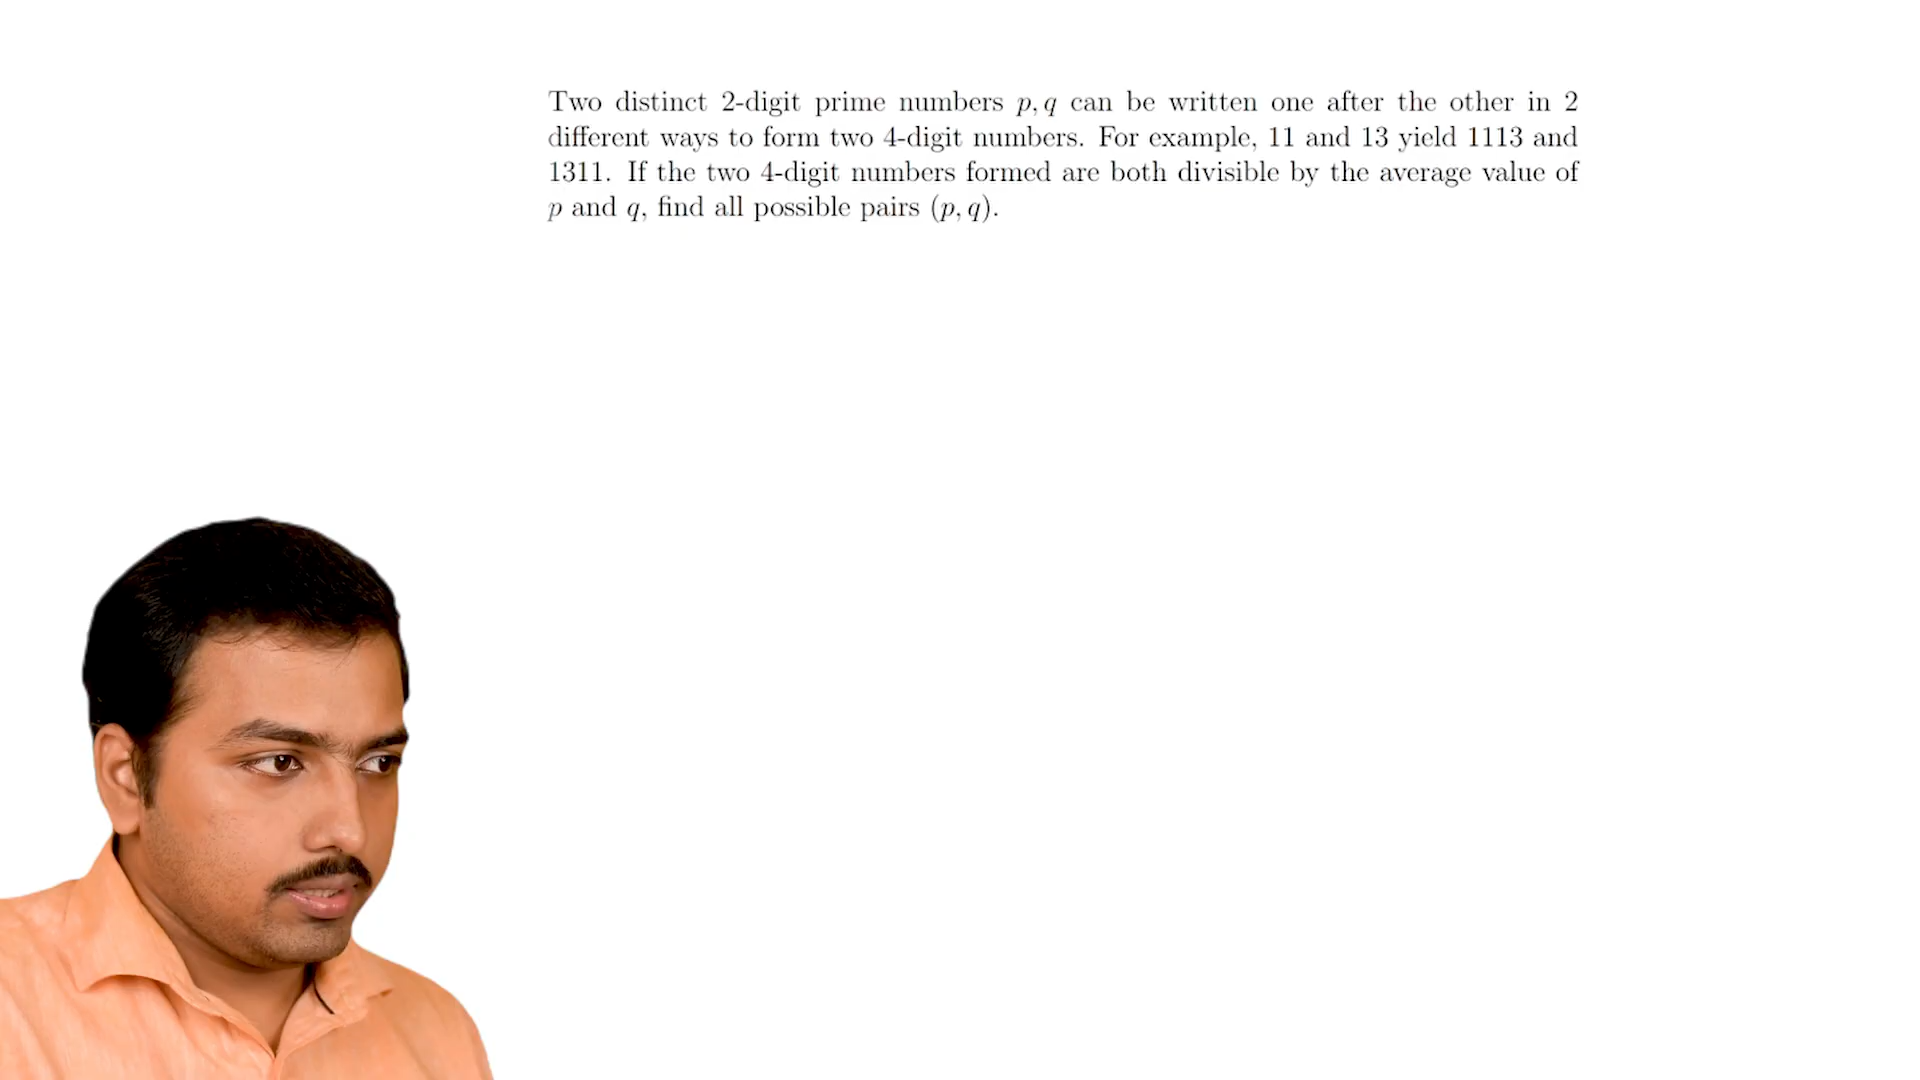 Two distinct 2-digit prime numbers p, q can be written one after the other in 2
different ways to form two 4-digit numbers. For example, 11 and 13 yield 1113 and
1311. If the two 4-digit numbers formed are both divisible by the average value of
p and q, find all possible pairs (p, q).